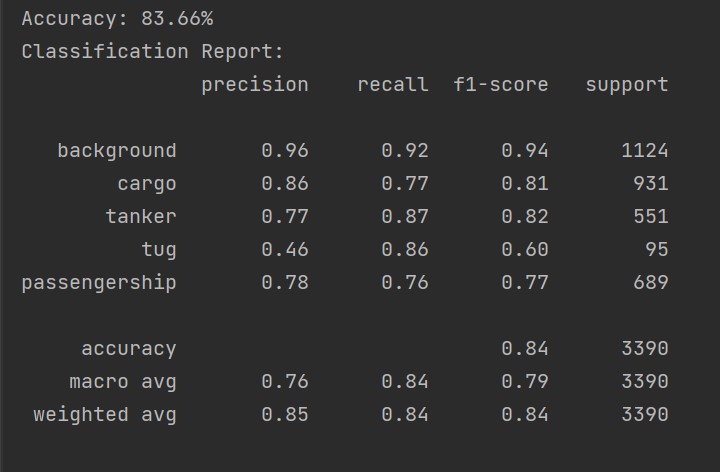 Accuracy: 83.66%
Classification Report:
precision recall f1-score support
background 0.96 0.92 0.94 1124
cargo 0.86 0.77 0.81 931
tanker 0.77 0.87 0.82 551
tug 0.46 0.86 0.60 95
passengership 0.78 0.76 0.77 689
accuracy 0.84 3390
macro avg 0.76 0.84 0.79 3390
weighted avg 0.85 0.84 0.84 3390